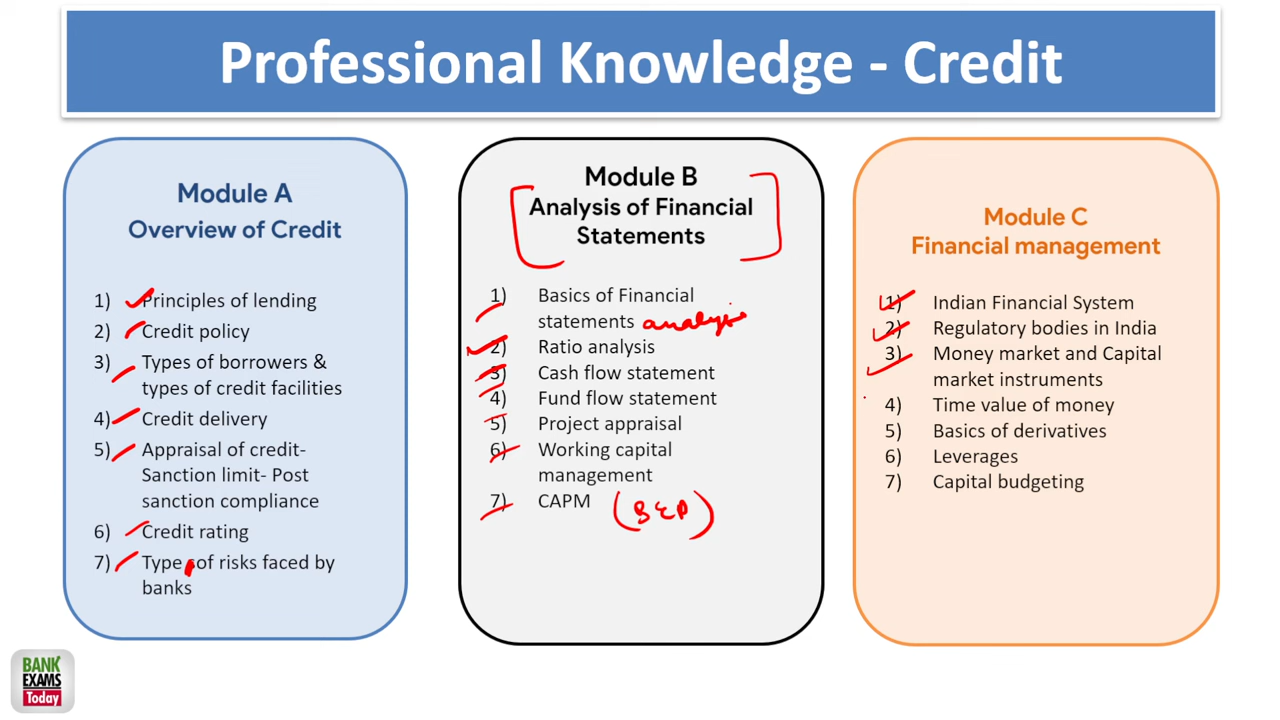 Professional Knowledge - Credit
Module A
Overview of Credit
1) Principles of lending
2) Credit policy
3) Types of borrowers &
types of credit facilities
4) Credit delivery
5) Appraisal of credit-
Sanction limit- Post
sanction compliance
6) Credit rating
7) Types of risks faced by
banks
Module B
Analysis of Financial
Statements
1) Basics of Financial
statements analysis
2) Ratio analysis
3) Cash flow statement
4) Fund flow statement
5) Project appraisal
6) Working capital
management
7) CAPM
Module C
Financial management
1) Indian Financial System
2) Regulatory bodies in India
3) Money market and Capital
market instruments
4) Time value of money
5) Basics of derivatives
6) Leverages
7) Capital budgeting
BANK
EXAMS
Today